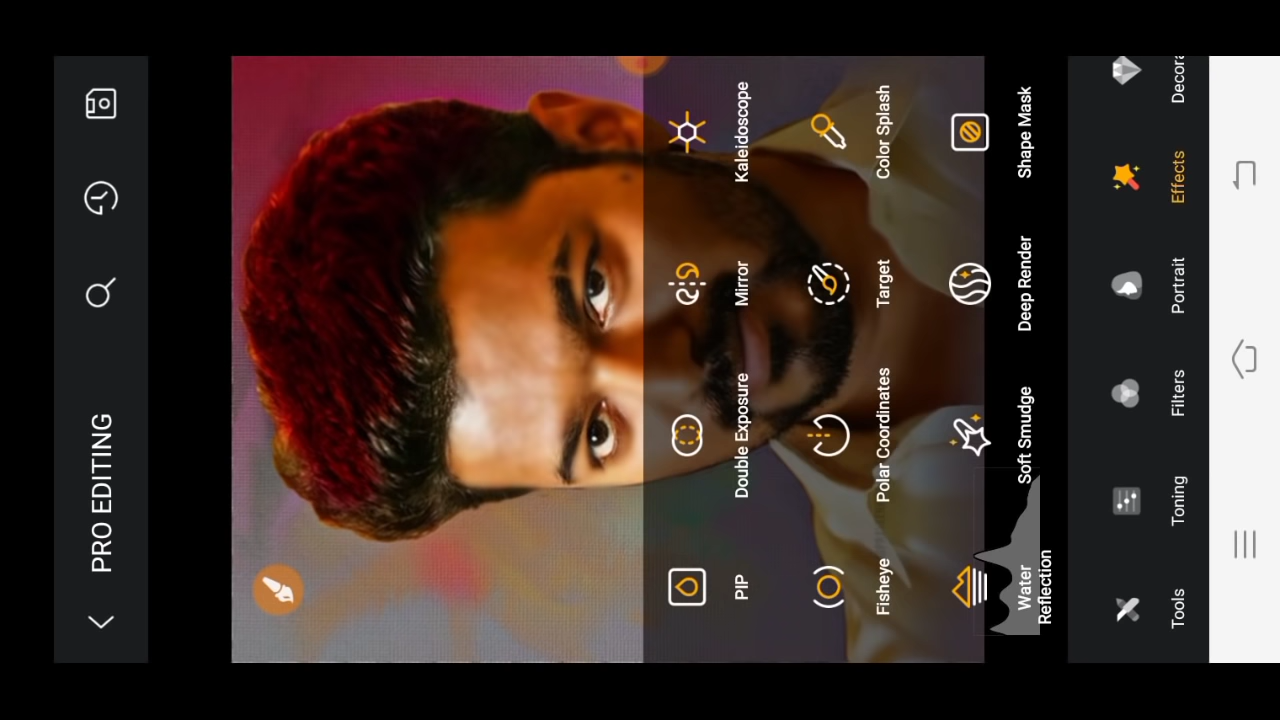 PRO EDITING
PIP
Double Exposure
Mirror
Kaleidoscope
Fisheye
Polar Coordinates
Target
Color Splash
Water
Reflection
Soft Smudge
Deep Render
Shape Mask
Tools
Toning
Filters
Portrait
Effects
Decora